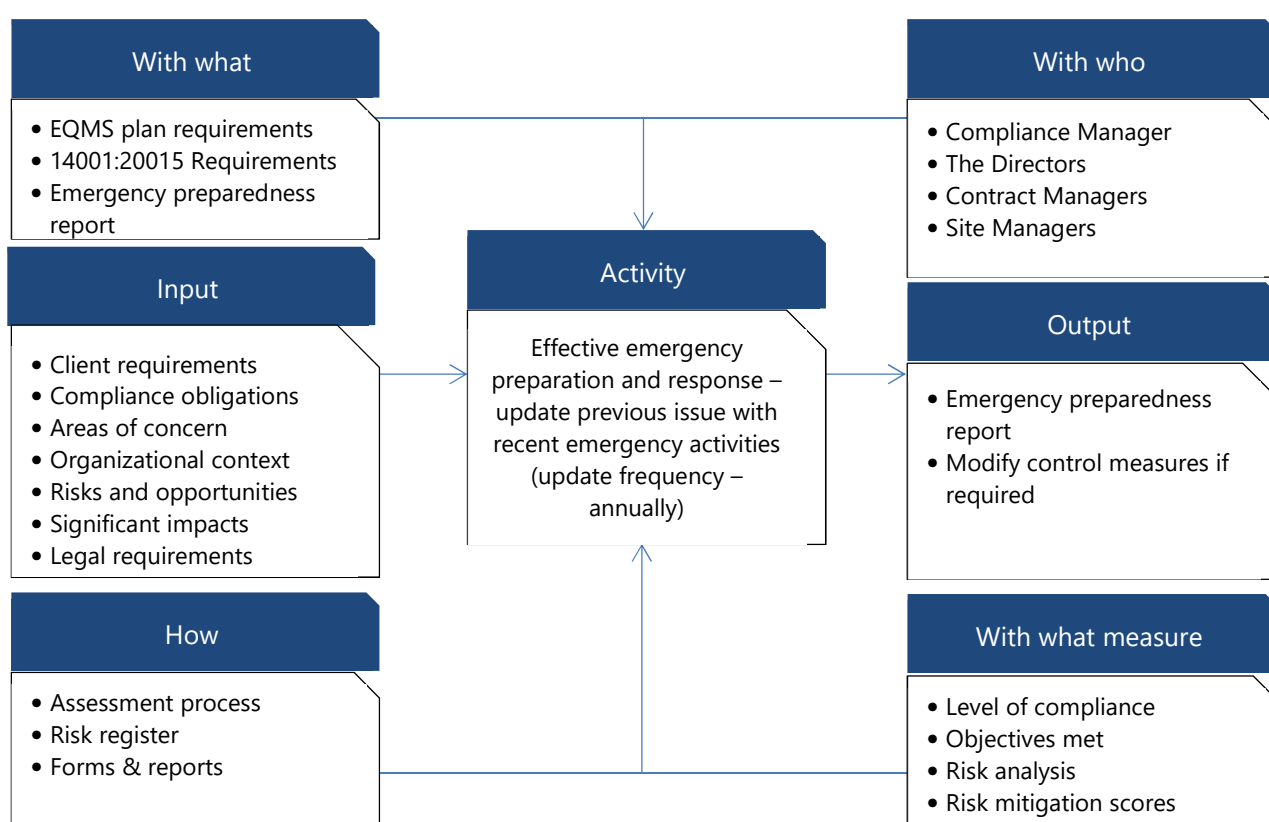 With what
• EQMS plan requirements
• 14001:20015 Requirements
• Emergency preparedness
report
With who
• Compliance Manager
• The Directors
• Contract Managers
• Site Managers
Input
• Client requirements
• Compliance obligations
• Areas of concern
• Organizational context
• Risks and opportunities
• Significant impacts
• Legal requirements
Activity
Effective emergency
preparation and response –
update previous issue with
recent emergency activities
(update frequency –
annually)
Output
• Emergency preparedness
report
• Modify control measures if
required
How
• Assessment process
• Risk register
• Forms & reports
With what measure
• Level of compliance
• Objectives met
• Risk analysis
• Risk mitigation scores